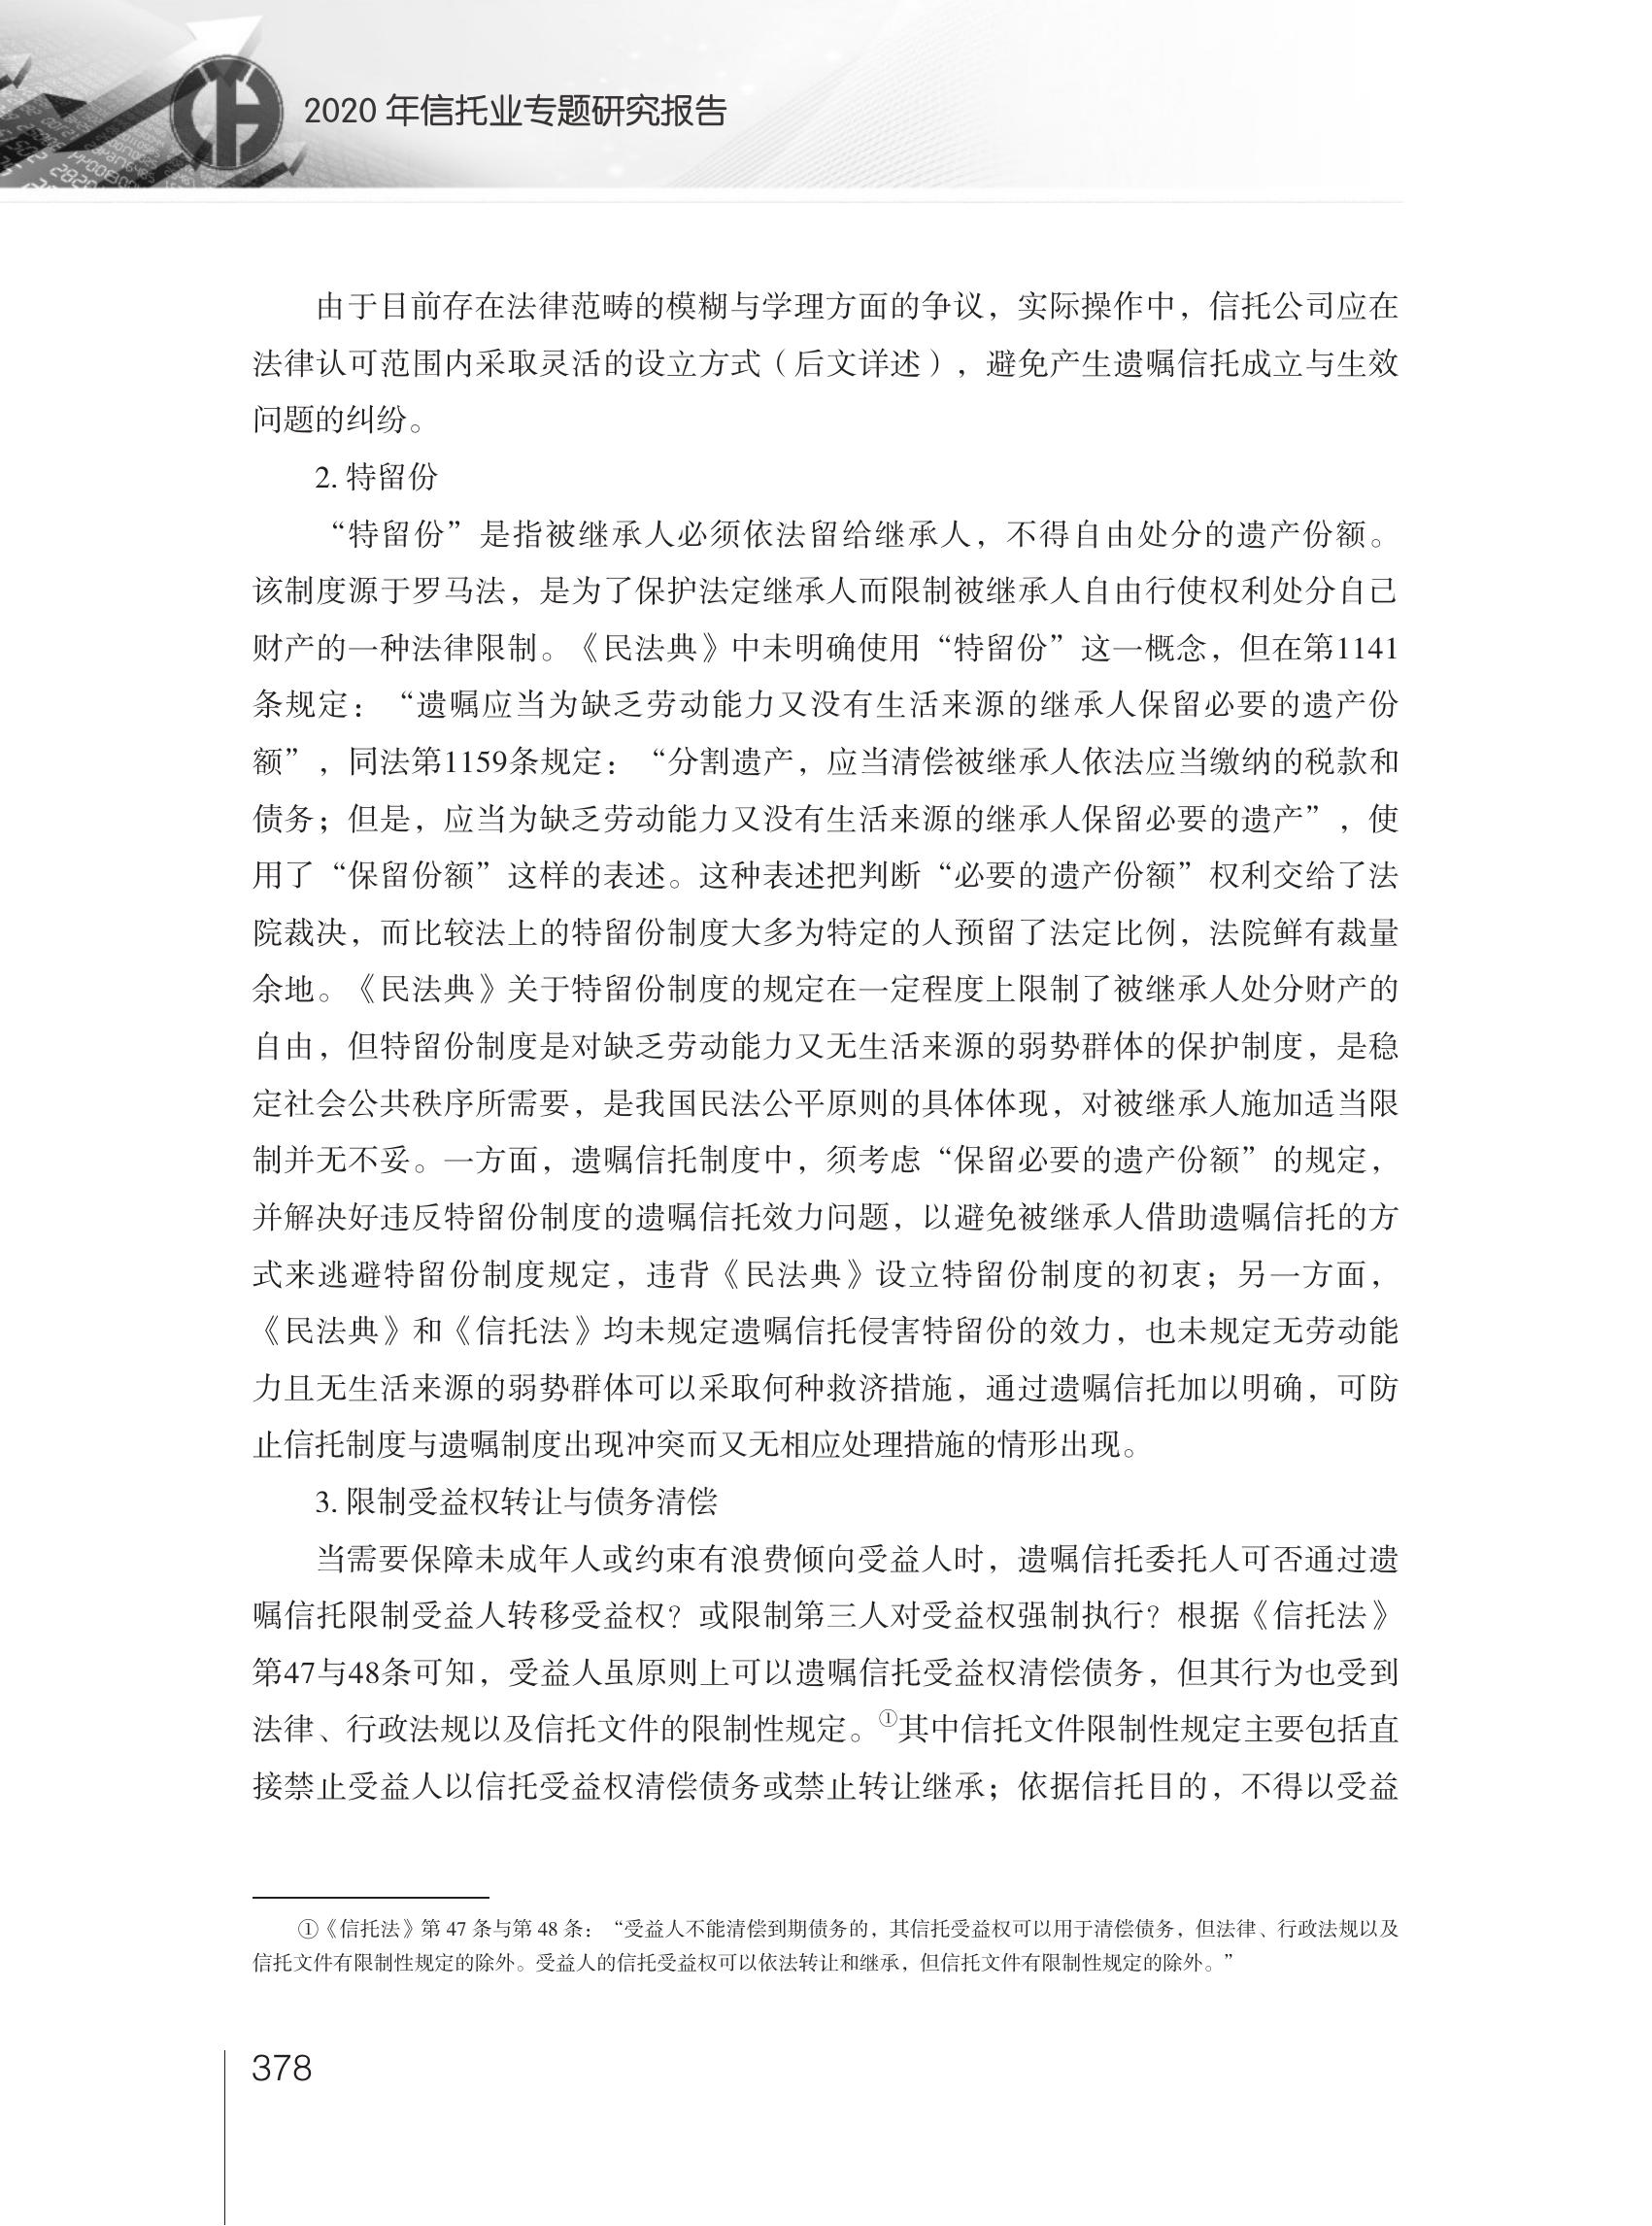 2020 年信托业专题研究报告
由于目前存在法律范畴的模糊与学理方面的争议，实际操作中，信托公司应在
法律认可范围内采取灵活的设立方式（后文详述），避免产生遗嘱信托成立与生效
问题的纠纷。
2. 特留份
“特留份”是指被继承人必须依法留给继承人，不得自由处分的遗产份额。
该制度源于罗马法，是为了保护法定继承人而限制被继承人自由行使权利处分自己
财产的一种法律限制。《民法典》中未明确使用“特留份”这一概念，但在第1141
条规定：“遗嘱应当为缺乏劳动能力又没有生活来源的继承人保留必要的遗产份
额”，同法第1159条规定：“分割遗产，应当清偿被继承人依法应当缴纳的税款和
债务；但是，应当为缺乏劳动能力又没有生活来源的继承人保留必要的遗产”，使
用了“保留份额”这样的表述。这种表述把判断“必要的遗产份额”权利交给了法
院裁决，而比较法上的特留份制度大多为特定的人预留了法定比例，法院鲜有裁量
余地。《民法典》关于特留份制度的规定在一定程度上限制了被继承人处分财产的
自由，但特留份制度是对缺乏劳动能力又无生活来源的弱势群体的保护制度，是稳
定社会公共秩序所需要，是我国民法公平原则的具体体现，对被继承人施加适当限
制并无不妥。一方面，遗嘱信托制度中，须考虑“保留必要的遗产份额”的规定，
并解决好违反特留份制度的遗嘱信托效力问题，以避免被继承人借助遗嘱信托的方
式来逃避特留份制度规定，违背《民法典》设立特留份制度的初衷；另一方面，
《民法典》和《信托法》均未规定遗嘱信托侵害特留份的效力，也未规定无劳动能
力且无生活来源的弱势群体可以采取何种救济措施，通过遗嘱信托加以明确，可防
止信托制度与遗嘱制度出现冲突而又无相应处理措施的情形出现。
3. 限制受益权转让与债务清偿
当需要保障未成年人或约束有浪费倾向受益人时，遗嘱信托委托人可否通过遗
嘱信托限制受益人转移受益权？或限制第三人对受益权强制执行？根据《信托法》
第47与48条可知，受益人虽原则上可以遗嘱信托受益权清偿债务，但其行为也受到
法律、行政法规以及信托文件的限制性规定。①其中信托文件限制性规定主要包括直
接禁止受益人以信托受益权清偿债务或禁止转让继承；依据信托目的，不得以受益
①《信托法》第 47 条与第 48 条：“受益人不能清偿到期债务的，其信托受益权可以用于清偿债务，但法律、行政法规以及
信托文件有限制性规定的除外。受益人的信托受益权可以依法转让和继承，但信托文件有限制性规定的除外。”
378